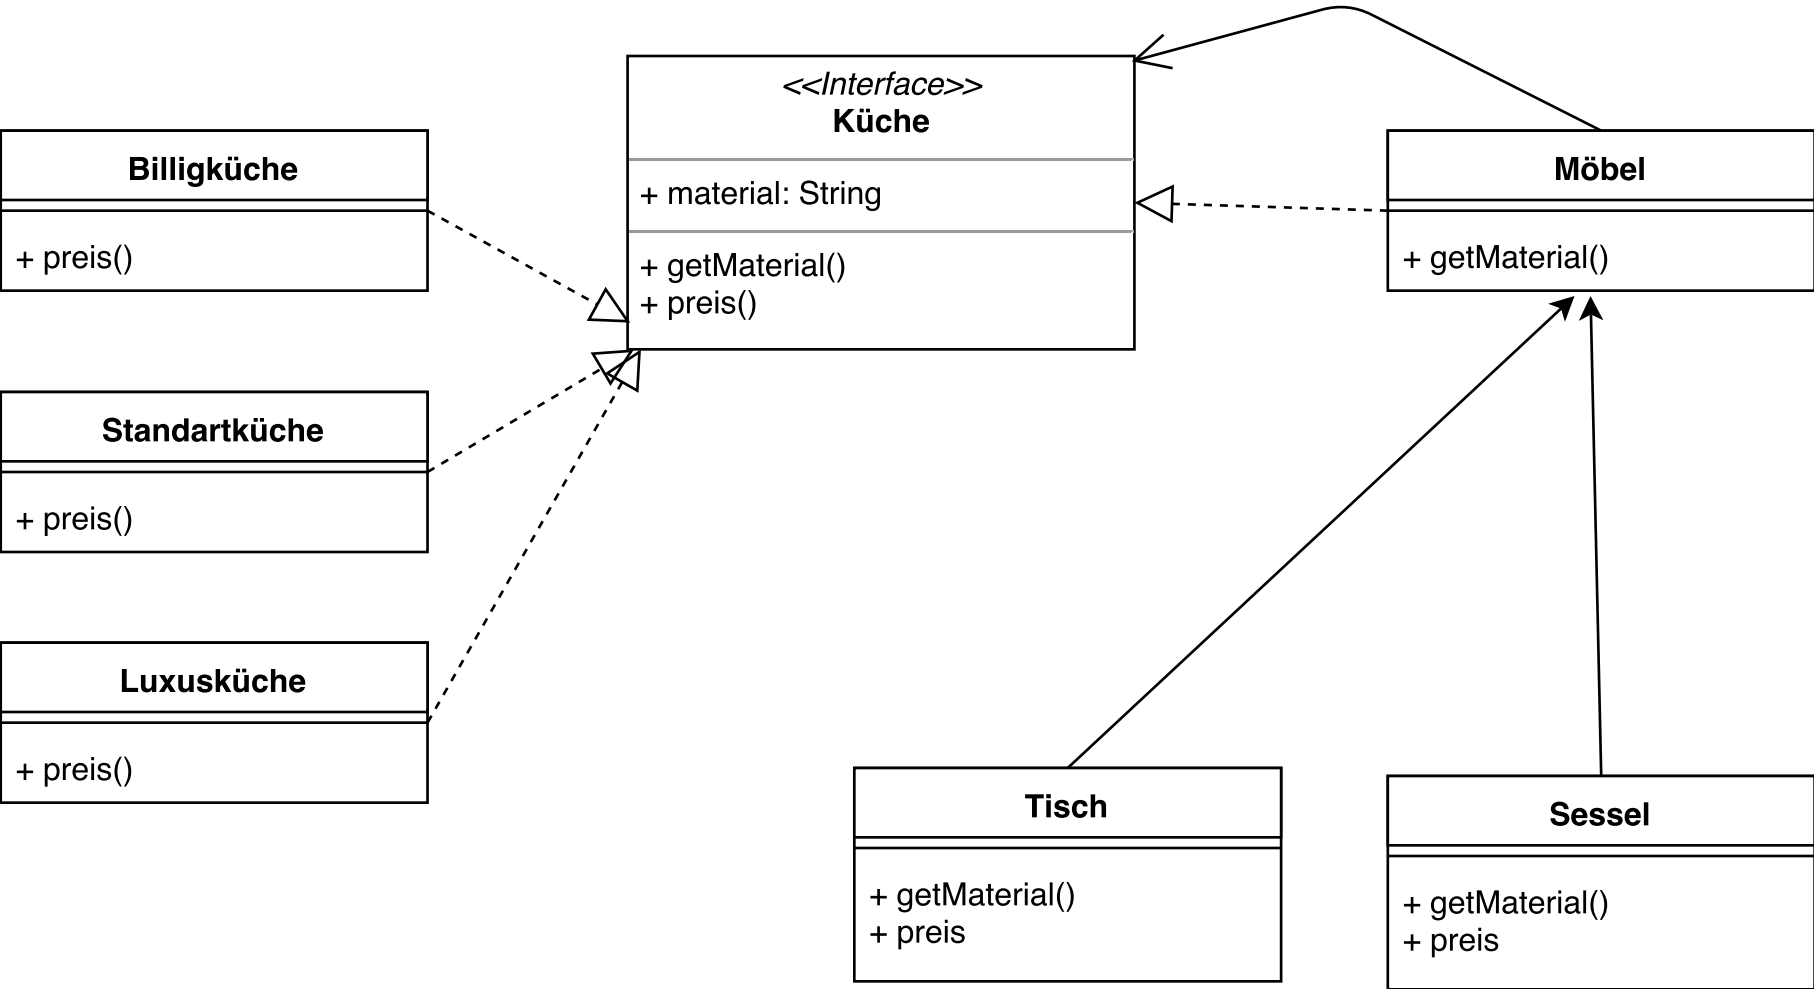 <<Interface>>
Küche
+ material: String
+ getMaterial()
+ preis()
Billigküche
+ preis()
Möbel
+ getMaterial()
Standartküche
+ preis()
Luxusküche
+ preis()
Tisch
+ getMaterial()
+ preis
Sessel
+ getMaterial()
+ preis